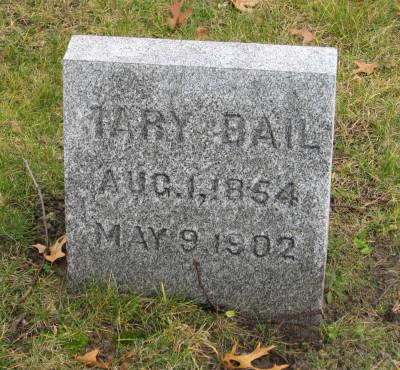 MARY DAIL
AUG. 1, 1854
MAY 9 1902